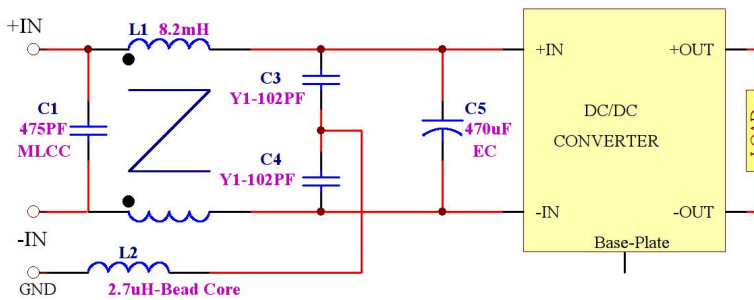 +IN
L1 8.2mH
C1
475PF
MLCC
C3
Y1-102PF
C4
Y1-102PF
C5
470uF
EC
+IN
+OUT
DC/DC
CONVERTER
-IN
-OUT
Base-Plate
LOAD
-IN
L2
GND
2.7uH-Bead Core